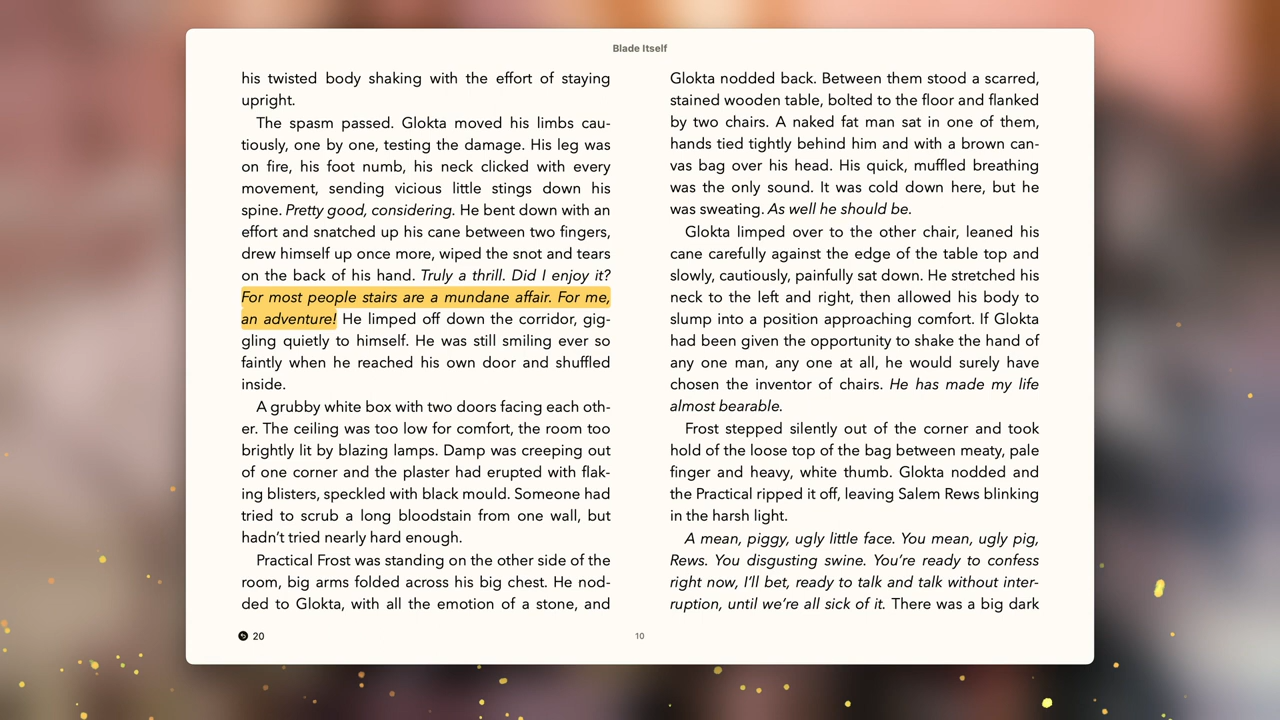 Blade Itself
his twisted body shaking with the effort of staying
upright.
The spasm passed. Glokta moved his limbs cau-
tiously, one by one, testing the damage. His leg was
on fire, his foot numb, his neck clicked with every
movement, sending vicious little stings down his
spine. Pretty good, considering. He bent down with an
effort and snatched up his cane between two fingers,
drew himself up once more, wiped the snot and tears
on the back of his hand. Truly a thrill. Did I enjoy it?
For most people stairs are a mundane affair. For me,
an adventure! He limped off down the corridor, gig-
gling quietly to himself. He was still smiling ever so
faintly when he reached his own door and shuffled
inside.
A grubby white box with two doors facing each oth-
er. The ceiling was too low for comfort, the room too
brightly lit by blazing lamps. Damp was creeping out
of one corner and the plaster had erupted with flak-
ing blisters, speckled with black mould. Someone had
tried to scrub a long bloodstain from one wall, but
hadn't tried nearly hard enough.
Practical Frost was standing on the other side of the
room, big arms folded across his big chest. He nod-
ded to Glokta, with all the emotion of a stone, and
20
Glokta nodded back. Between them stood a scarred,
stained wooden table, bolted to the floor and flanked
by two chairs. A naked fat man sat in one of them,
hands tied tightly behind him and with a brown can-
vas bag over his head. His quick, muffled breathing
was the only sound. It was cold down here, but he
was sweating. As well he should be.
Glokta limped over to the other chair, leaned his
cane carefully against the edge of the table top and
slowly, cautiously, painfully sat down. He stretched his
neck to the left and right, then allowed his body to
slump into a position approaching comfort. If Glokta
had been given the opportunity to shake the hand of
any one man, any one at all, he would surely have
chosen the inventor of chairs. He has made my life
almost bearable.
Frost stepped silently out of the corner and took
hold of the loose top of the bag between meaty, pale
finger and heavy, white thumb. Glokta nodded and
the Practical ripped it off, leaving Salem Rews blinking
in the harsh light.
A mean, piggy, ugly little face. You mean, ugly pig,
Rews. You disgusting swine. You're ready to confess
right now, I'll bet, ready to talk and talk without inter-
ruption, until we're all sick of it. There was a big dark
10